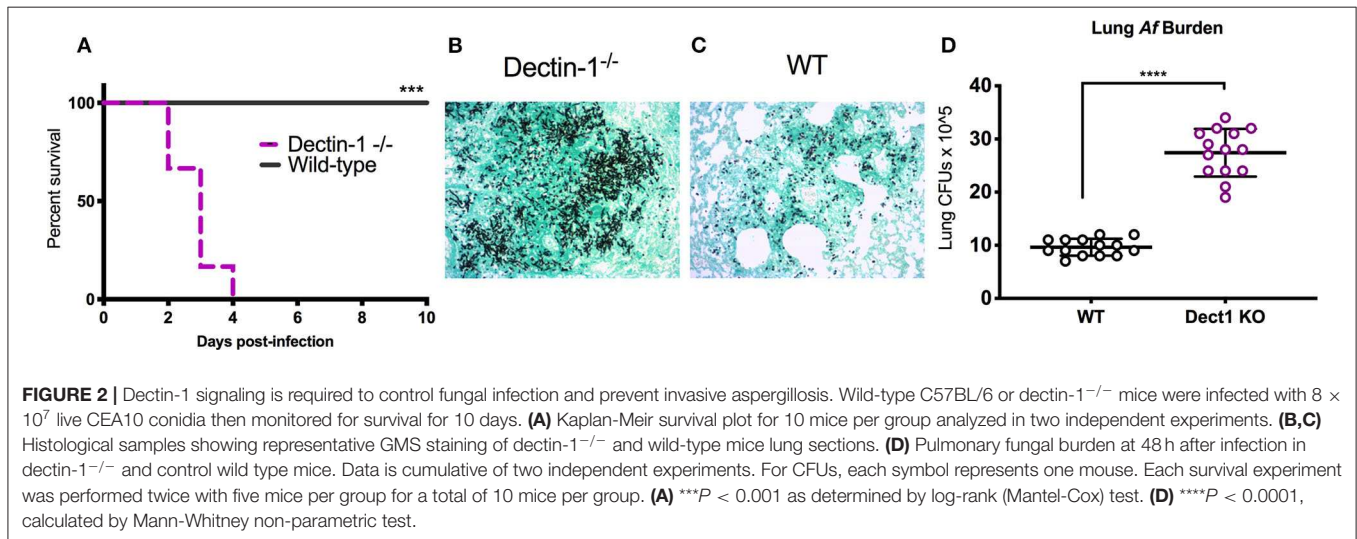 A
B
C
D
Dectin-1-/-
WT
Lung Af Burden
***
100
50
0
Percent survival
Dectin-1 -/-
Wild-type
0 2 4 6 8 10
Days post-infection
****
40
30
20
10
0
Lung CFUs x 10^5
WT Dect1 KO
FIGURE 2 | Dectin-1 signaling is required to control fungal infection and prevent invasive aspergillosis. Wild-type C57BL/6 or dectin-1−/− mice were infected with 8 ×
10⁷ live CEA10 conidia then monitored for survival for 10 days. (A) Kaplan-Meir survival plot for 10 mice per group analyzed in two independent experiments. (B,C)
Histological samples showing representative GMS staining of dectin-1−/− and wild-type mice lung sections. (D) Pulmonary fungal burden at 48 h after infection in
dectin-1−/− and control wild type mice. Data is cumulative of two independent experiments. For CFUs, each symbol represents one mouse. Each survival experiment
was performed twice with five mice per group for a total of 10 mice per group. (A) ***P < 0.001 as determined by log-rank (Mantel-Cox) test. (D) ****P < 0.0001,
calculated by Mann-Whitney non-parametric test.